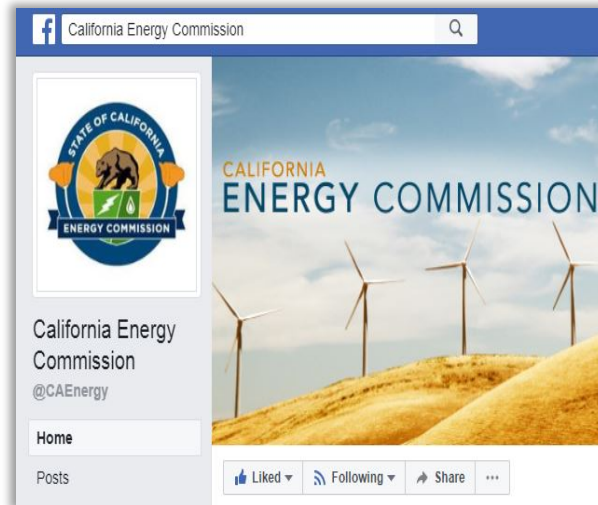 California Energy Commission
STATE OF CALIFORNIA
ENERGY COMMISSION
CALIFORNIA
ENERGY COMMISSION
California Energy
Commission
@CAEnergy
Home
Posts
Liked
Following
Share